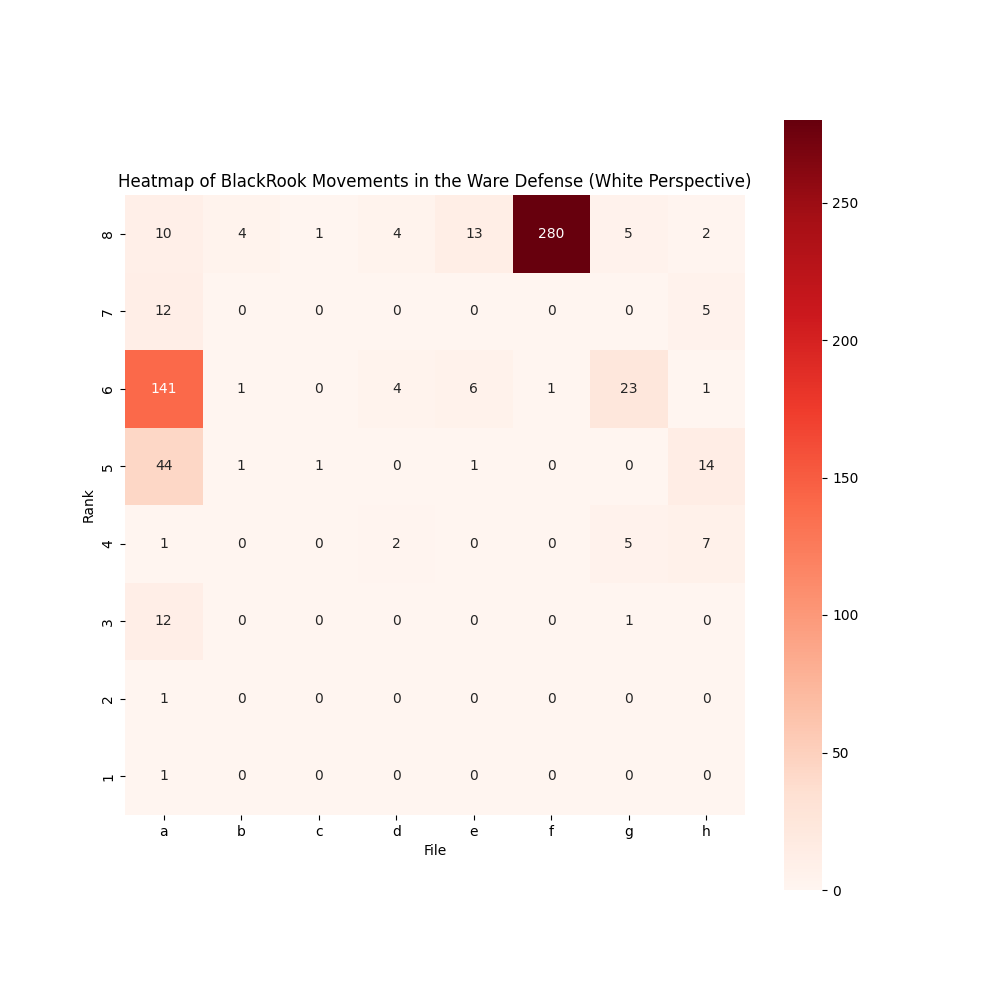 Heatmap of BlackRook Movements in the Ware Defense (White Perspective)
8 10 4 1 4 13 280 5 2
7 12 0 0 0 0 0 0 5
6 141 1 0 4 6 1 23 1
5 44 1 1 0 1 0 0 14
4 1 0 0 2 0 0 5 7
3 12 0 0 0 0 0 1 0
2 1 0 0 0 0 0 0 0
1 1 0 0 0 0 0 0 0
a b c d e f g h
File
Rank
250
200
150
100
50
0